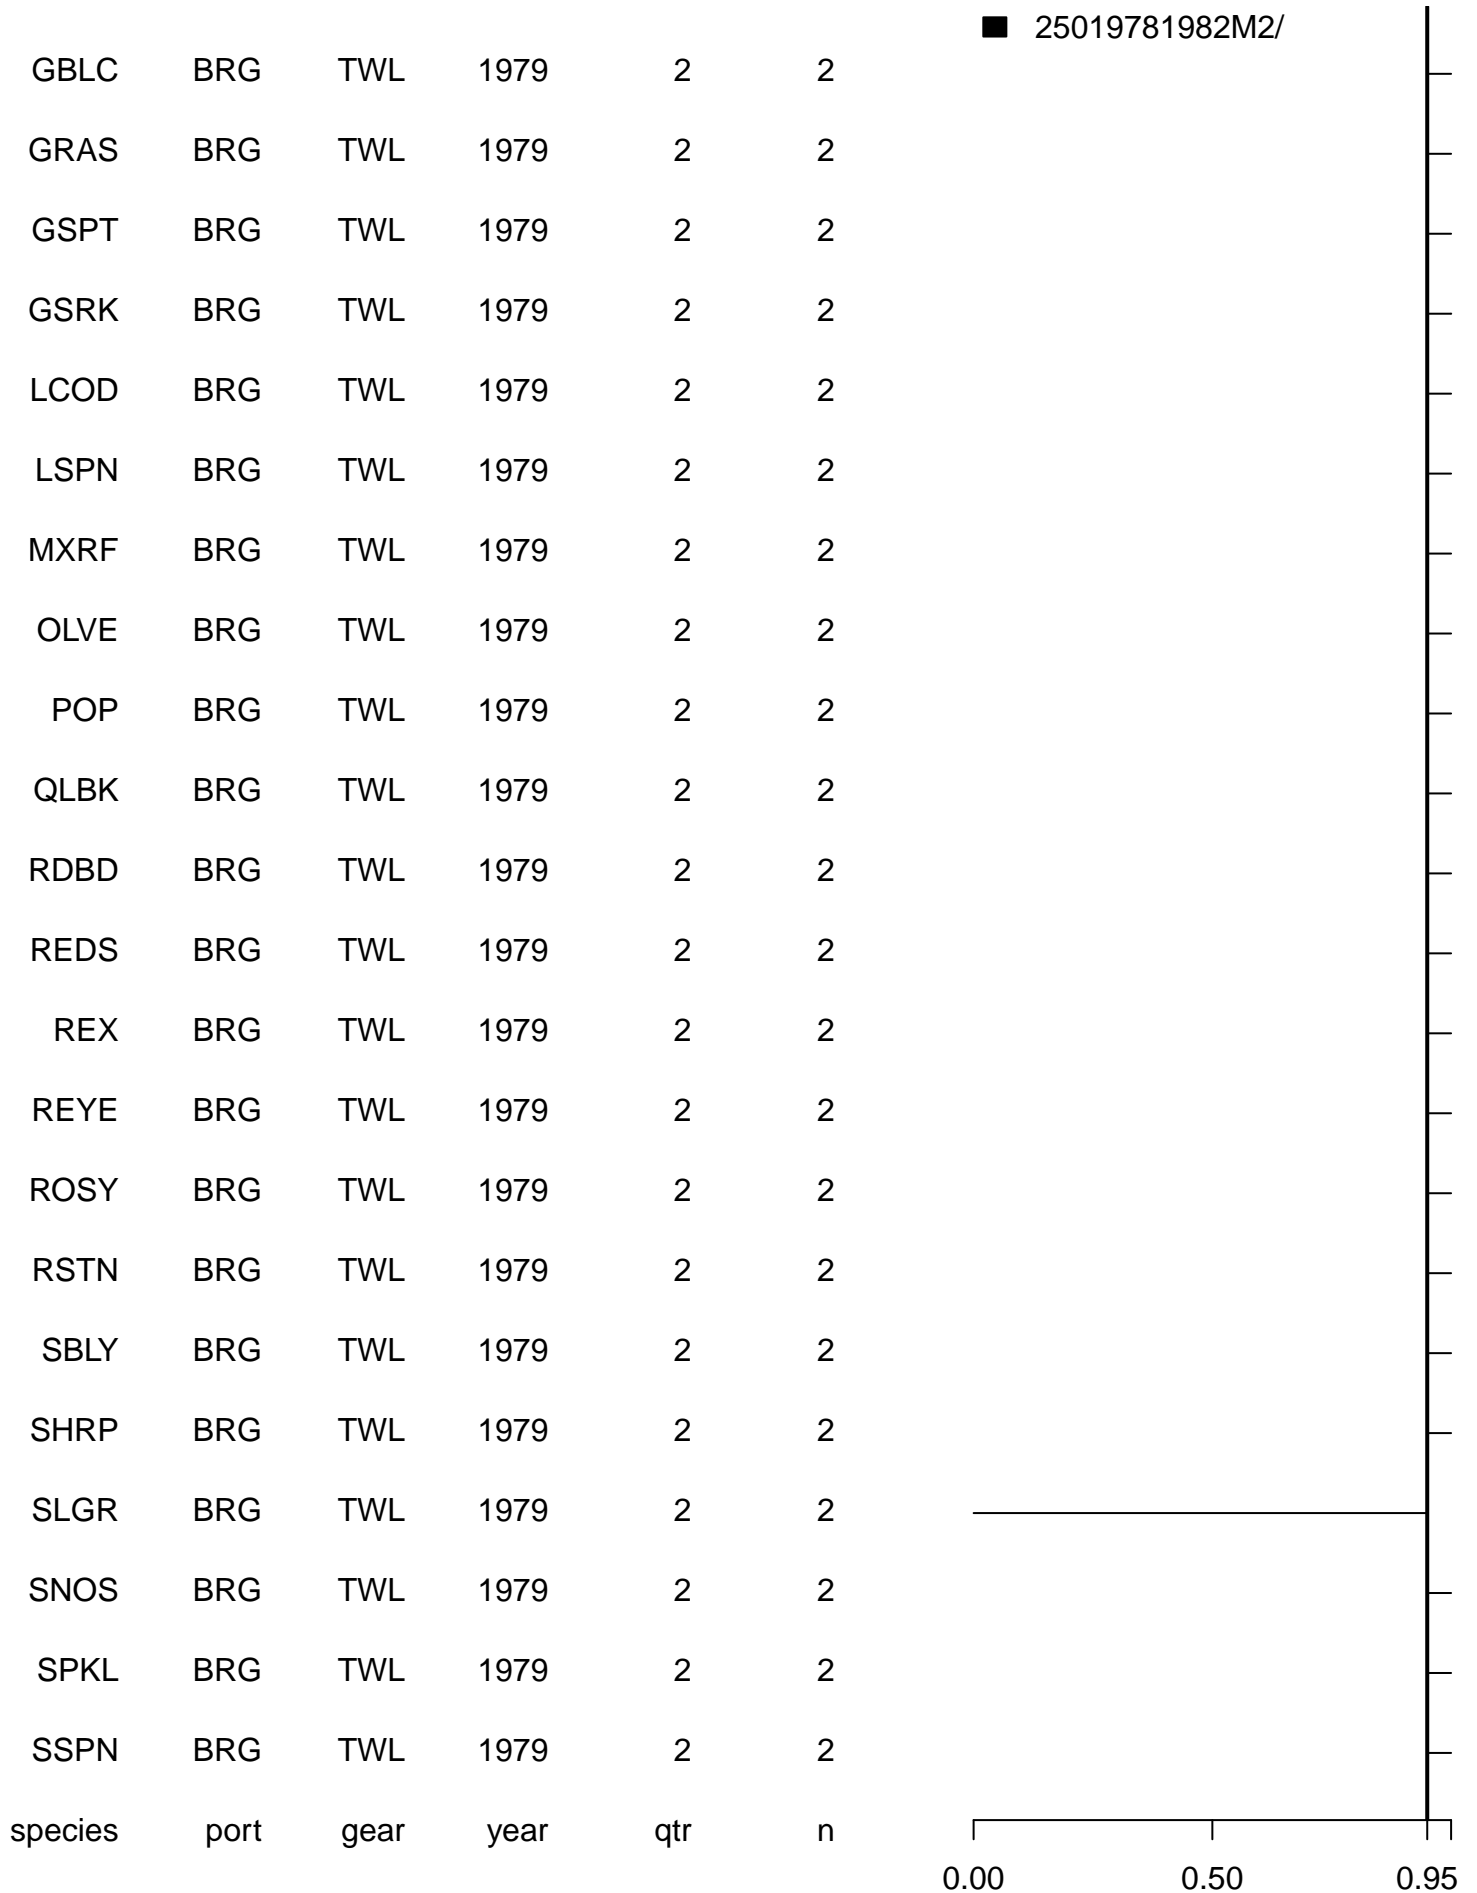 25019781982M2/
GBLC BRG TWL 1979 2 2
GRAS BRG TWL 1979 2 2
GSPT BRG TWL 1979 2 2
GSRK BRG TWL 1979 2 2
LCOD BRG TWL 1979 2 2
LSPN BRG TWL 1979 2 2
MXRF BRG TWL 1979 2 2
OLVE BRG TWL 1979 2 2
POP BRG TWL 1979 2 2
QLBK BRG TWL 1979 2 2
RDBD BRG TWL 1979 2 2
REDS BRG TWL 1979 2 2
REX BRG TWL 1979 2 2
REYE BRG TWL 1979 2 2
ROSY BRG TWL 1979 2 2
RSTN BRG TWL 1979 2 2
SBLY BRG TWL 1979 2 2
SHRP BRG TWL 1979 2 2
SLGR BRG TWL 1979 2 2
SNOS BRG TWL 1979 2 2
SPKL BRG TWL 1979 2 2
SSPN BRG TWL 1979 2 2
species port gear year qtr n
0.00 0.50 0.95